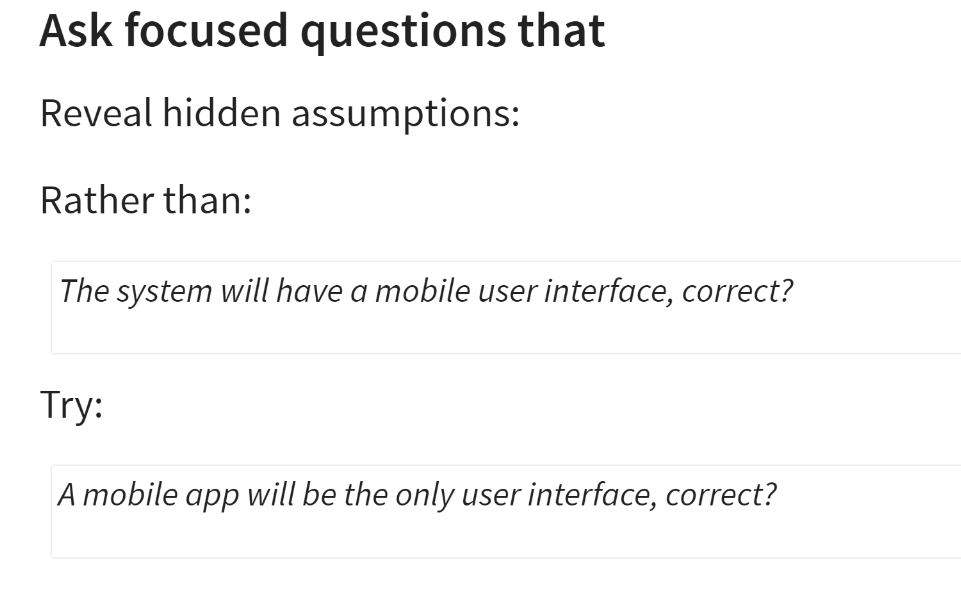 Ask focused questions that
Reveal hidden assumptions:
Rather than:
The system will have a mobile user interface, correct?
Try:
A mobile app will be the only user interface, correct?